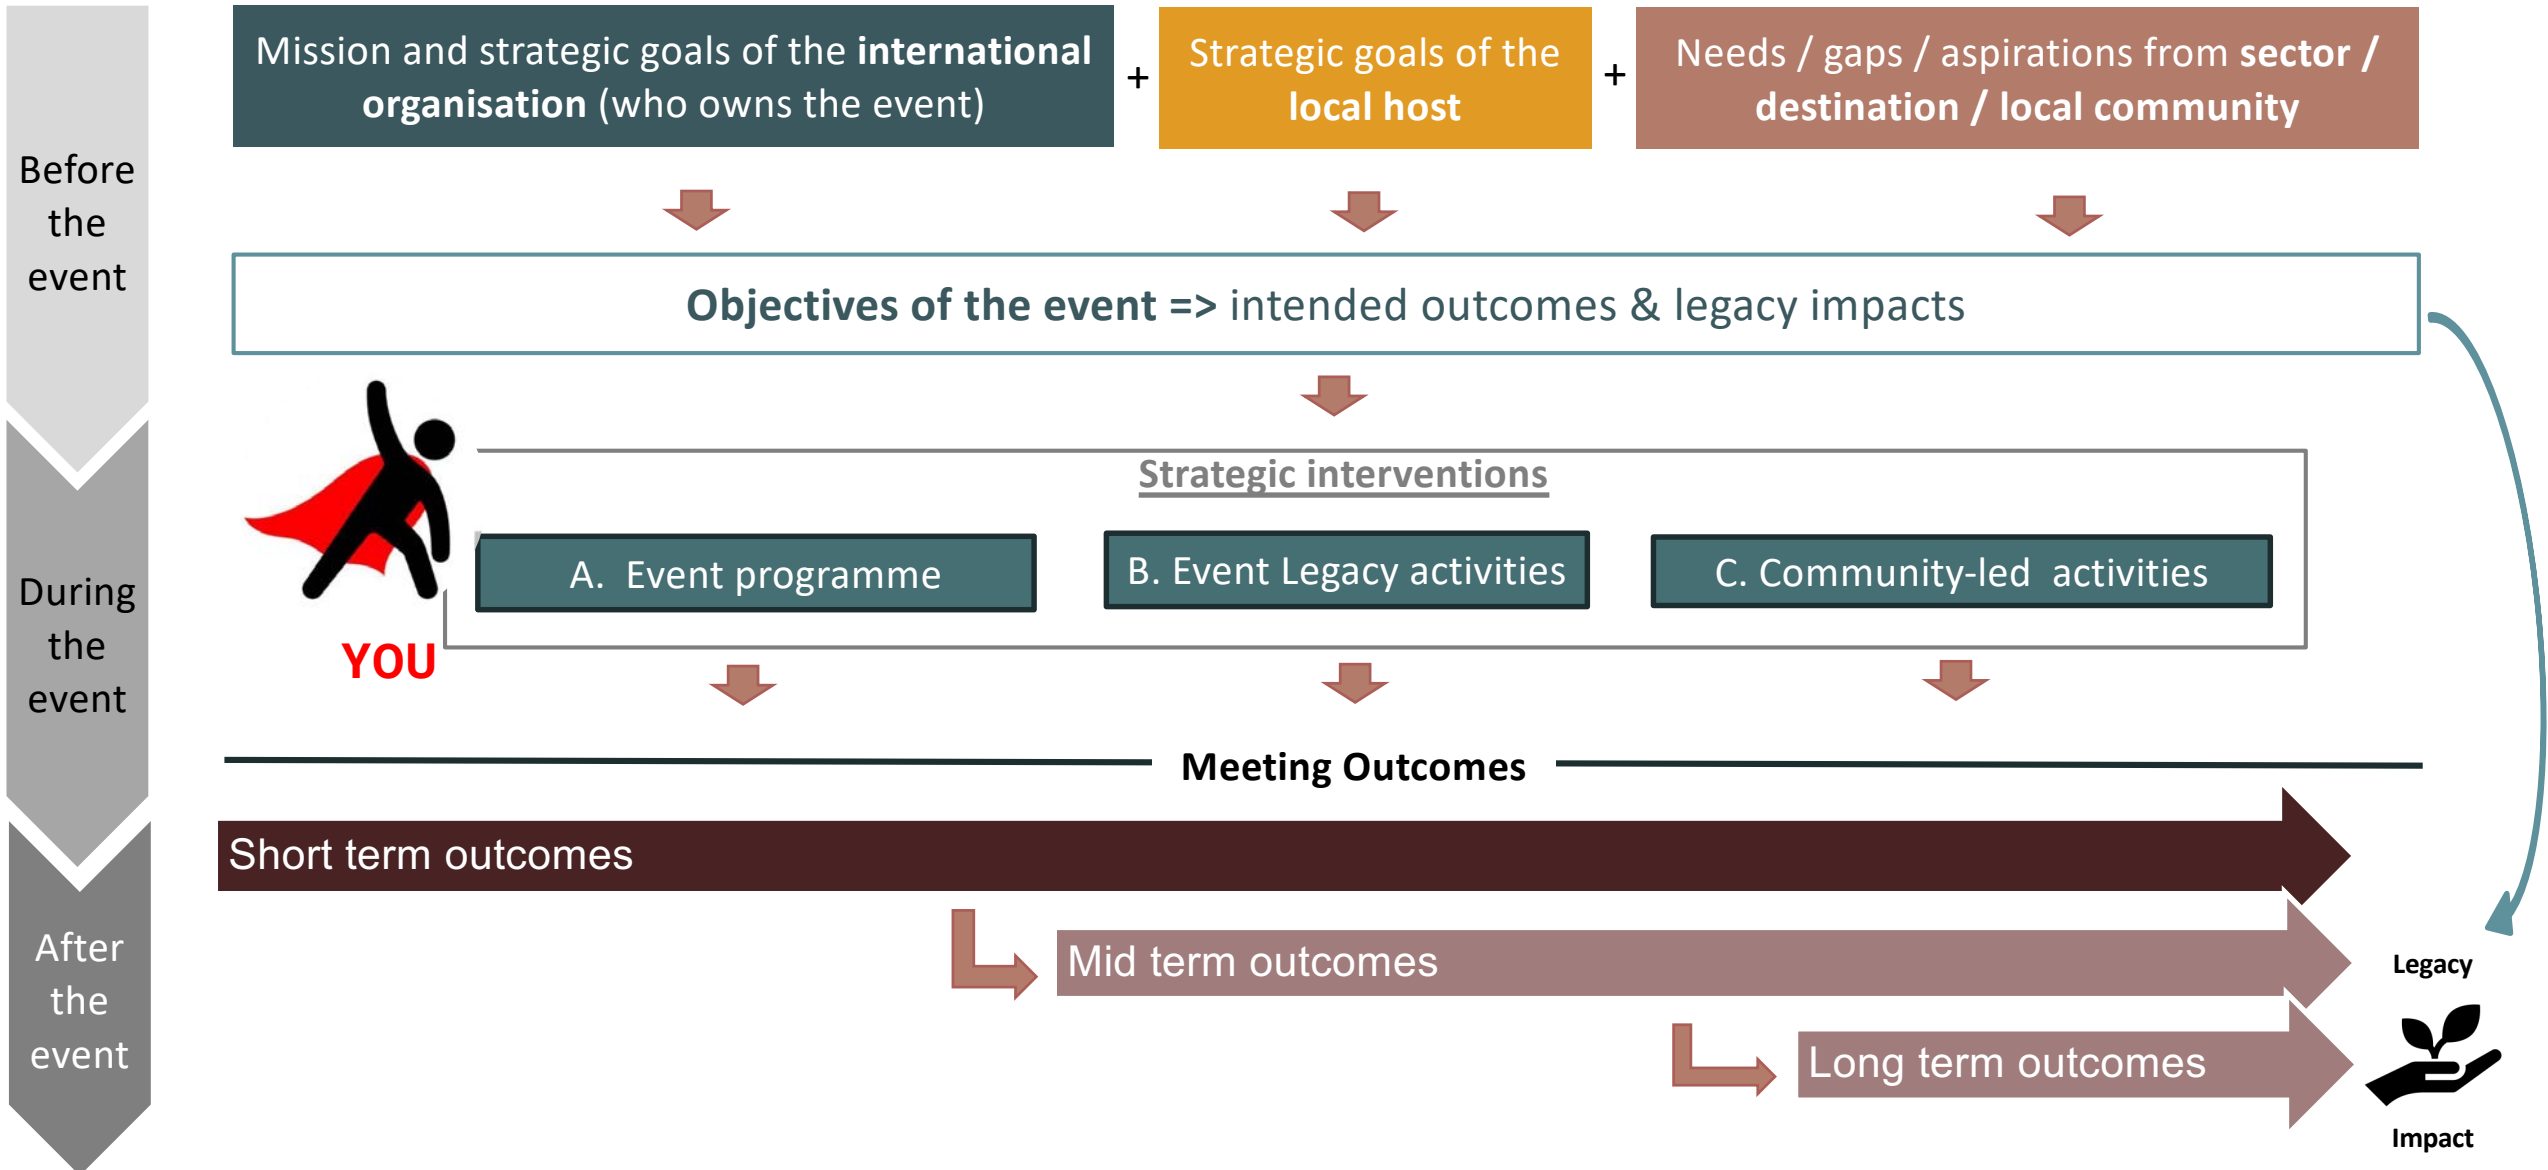 Mission and strategic goals of the international
organisation (who owns the event)
+
Strategic goals of the
local host
+
Needs / gaps / aspirations from sector /
destination / local community
Before
the
event
Objectives of the event => intended outcomes & legacy impacts
Strategic interventions
A. Event programme
B. Event Legacy activities
C. Community-led activities
YOU
During
the
event
Meeting Outcomes
Short term outcomes
Mid term outcomes
Long term outcomes
After
the
event
Legacy
Impact